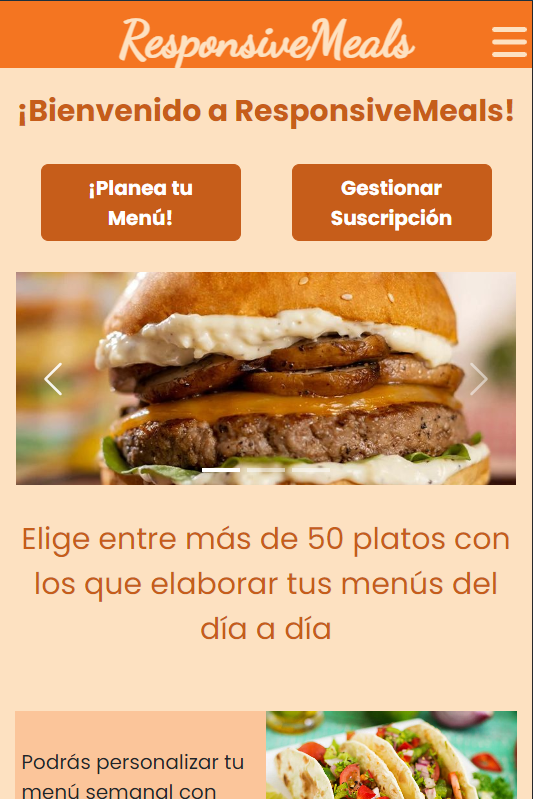 ResponsiveMeals
¡Bienvenido a ResponsiveMeals!
¡Planea tu
Menú!
Gestionar
Suscripción
Elige entre más de 50 platos con
los que elaborar tus menús del
día a día
Podrás personalizar tu
menú semanal con